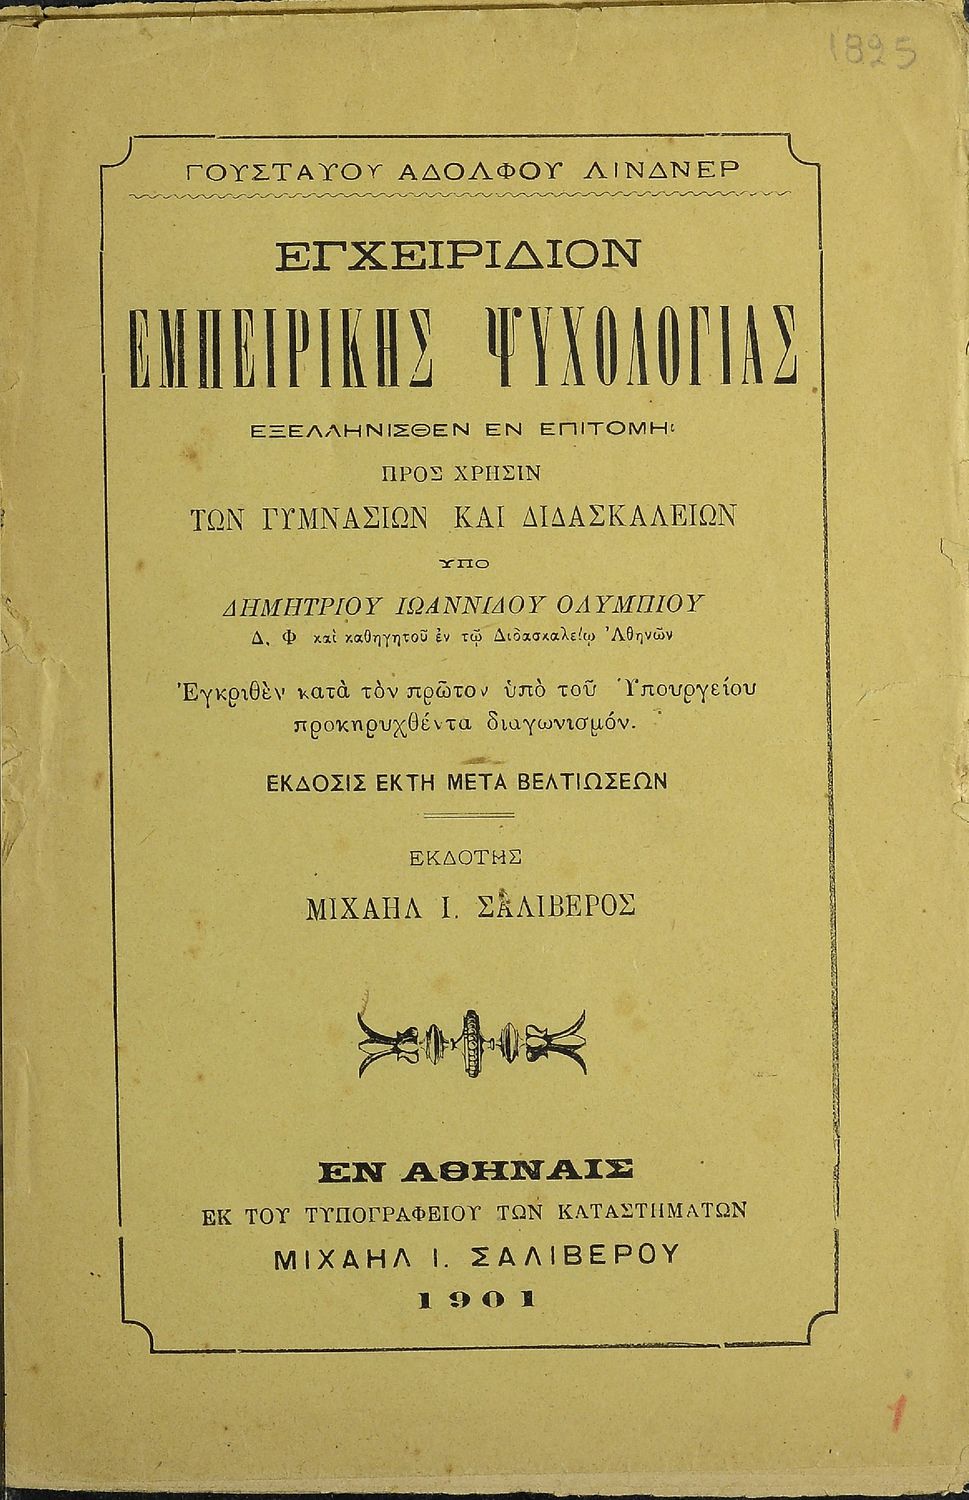 1895
ΓΟΥΣΤΑΥΟΥ ΑΔΟΛΦΟΥ ΛΙΝΔΝΕΡ
ΕΓΧΕΙΡΙΔΙΟΝ
ΕΜΠΕΙΡΙΚΗΣ ΨΥΧΟΛΟΓΙΑΣ
ΕΞΕΛΛΗΝΙΣΘΕΝ ΕΝ ΕΠΙΤΟΜΗι
ΠΡΟΣ ΧΡΗΣΙΝ
ΤΩΝ ΓΥΜΝΑΣΙΩΝ ΚΑΙ ΔΙΔΑΣΚΑΛΕΙΩΝ
ΥΠΟ
ΔΗΜΗΤΡΙΟΥ ΙΩΑΝΝΙΔΟΥ ΟΛΥΜΠΙΟΥ
Δ, Φ καὶ καθηγητοῦ ἐν τῷ Διδασκαλείῳ Ἀθηνῶν
Ἐγκριθὲν κατὰ τὸν πρῶτον ὑπὸ τοῦ Ὑπουργείου
προκηρυχθέντα διαγωνισμόν.
ΕΚΔΟΣΙΣ ΕΚΤΗ ΜΕΤΑ ΒΕΛΤΙΩΣΕΩΝ
ΕΚΔΟΤΗΣ
ΜΙΧΑΗΛ Ι. ΣΑΛΙΒΕΡΟΣ
ΕΝ ΑΘΗΝΑΙΣ
ΕΚ ΤΟΥ ΤΥΠΟΓΡΑΦΕΙΟΥ ΤΩΝ ΚΑΤΑΣΤΗΜΑΤΩΝ
ΜΙΧΑΗΛ Ι. ΣΑΛΙΒΕΡΟΥ
1901
1